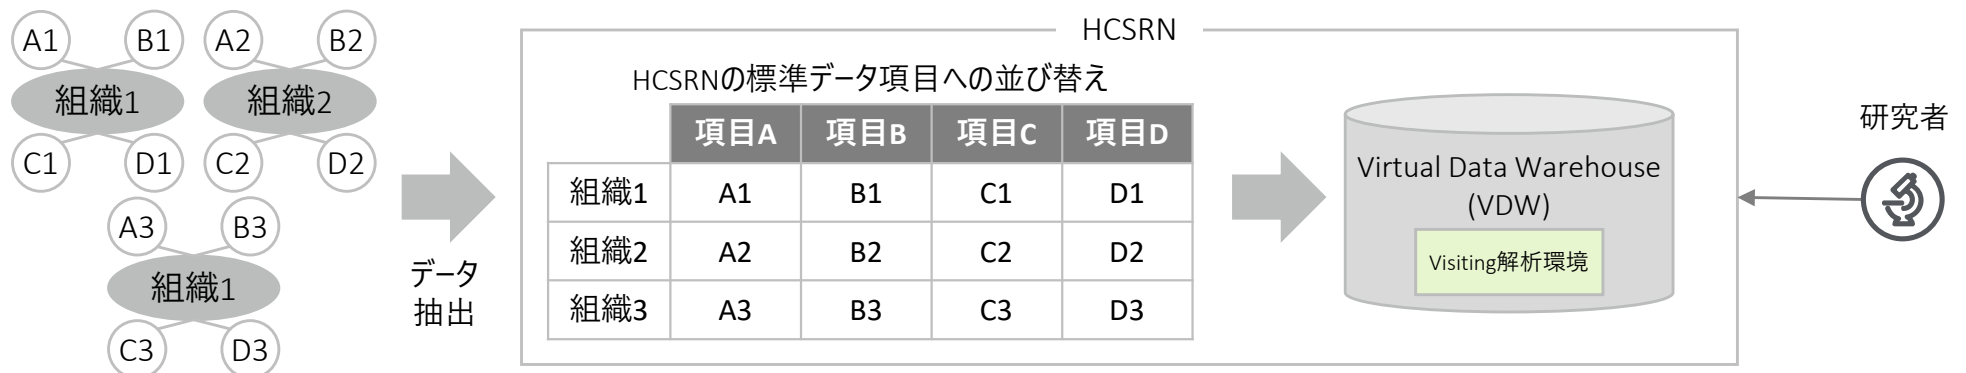 A1
B1
組織1
C1
D1
A2
B2
組織2
C2
D2
A3
B3
組織1
C3
D3
データ
抽出
HCSRN
HCSRNの標準データ項目への並び替え
項目A 項目B 項目C 項目D
組織1 A1 B1 C1 D1
組織2 A2 B2 C2 D2
組織3 A3 B3 C3 D3
Virtual Data Warehouse
(VDW)
Visiting解析環境
研究者